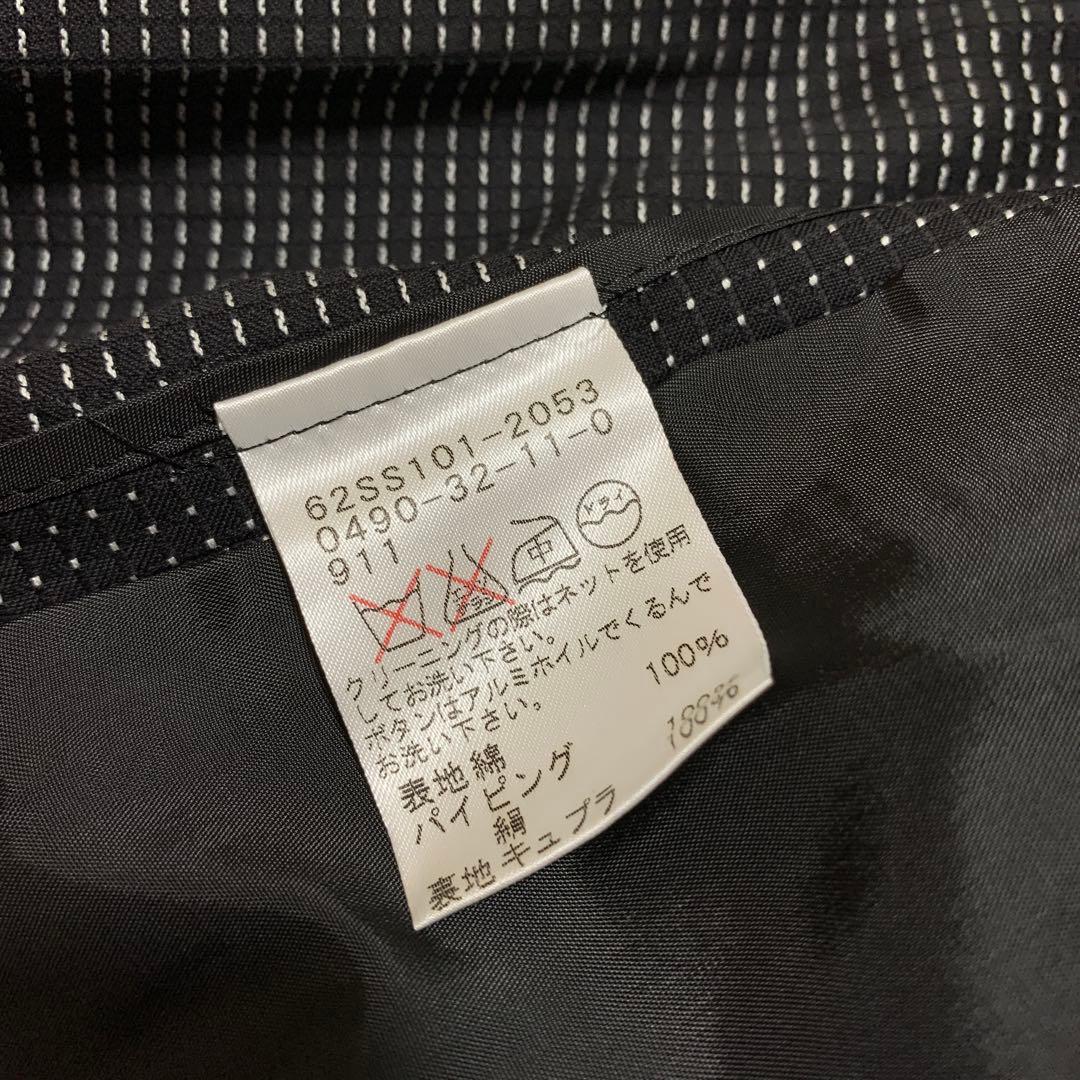 62SS101-2053
0490-32-11-0
911
中 ドライ
クリーニングの際はネットを使用
してお洗い下さい。
ボタンはアルミホイルでくるんで
お洗い下さい。
表地 綿 100%
パイピング
絹
裏地 キュプラ